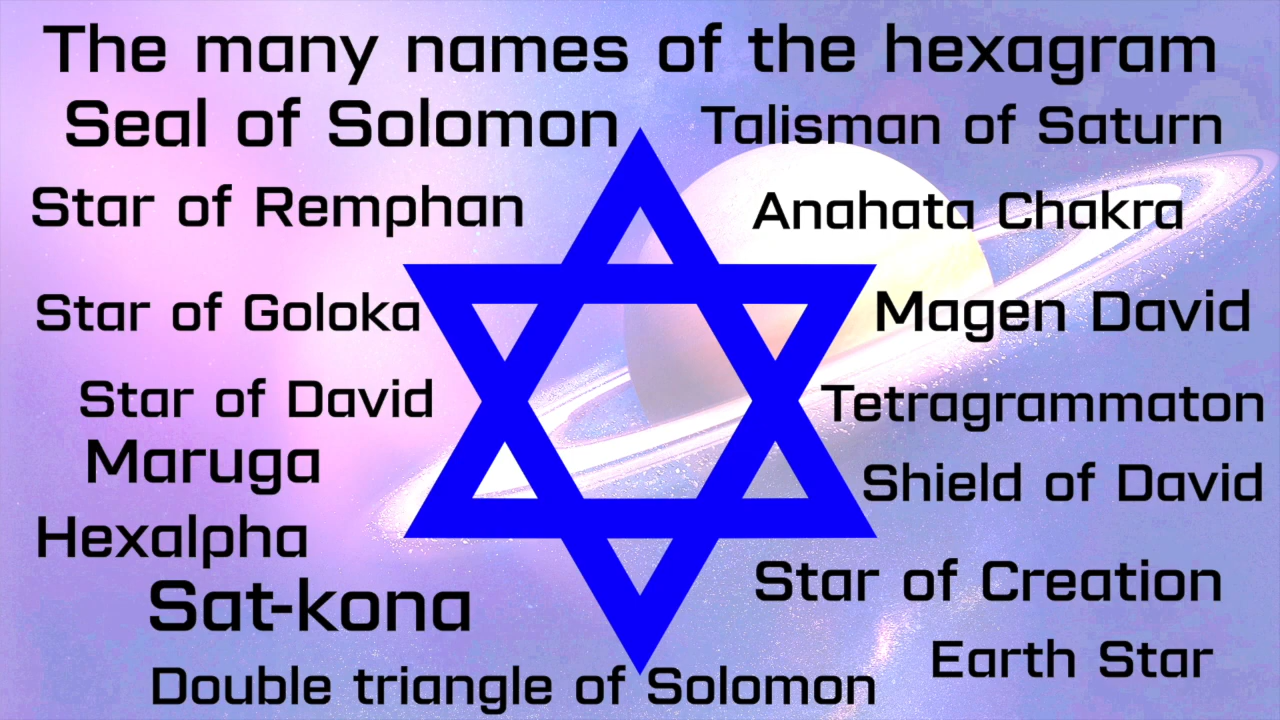 The many names of the hexagram
Seal of Solomon
Talisman of Saturn
Star of Remphan
Anahata Chakra
Star of Goloka
Magen David
Star of David
Tetragrammaton
Maruga
Shield of David
Hexalpha
Star of Creation
Sat-kona
Earth Star
Double triangle of Solomon